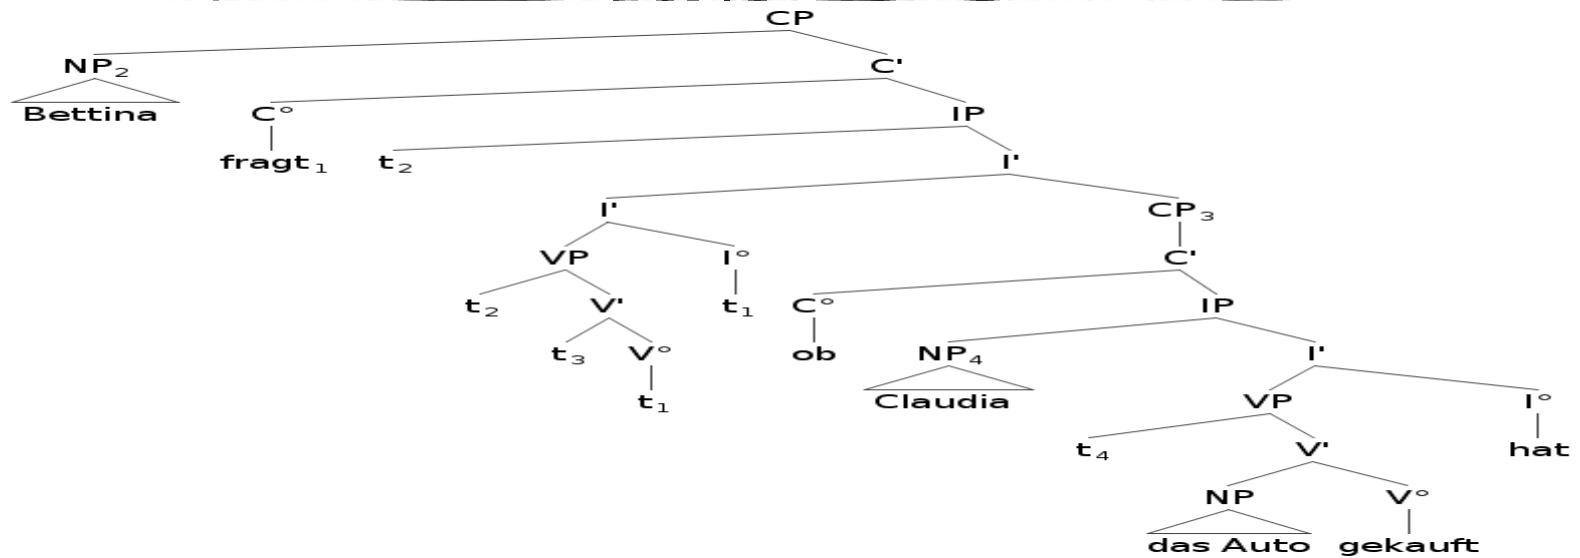 CP
NP₂ C'
Bettina C° IP
fragt₁ t₂ I'
I' CP₃
VP I° C'
t₂ V' t₁ C° IP
t₃ V° ob NP₄ I'
t₁ Claudia VP I°
t₄ V' hat
NP V°
das Auto gekauft